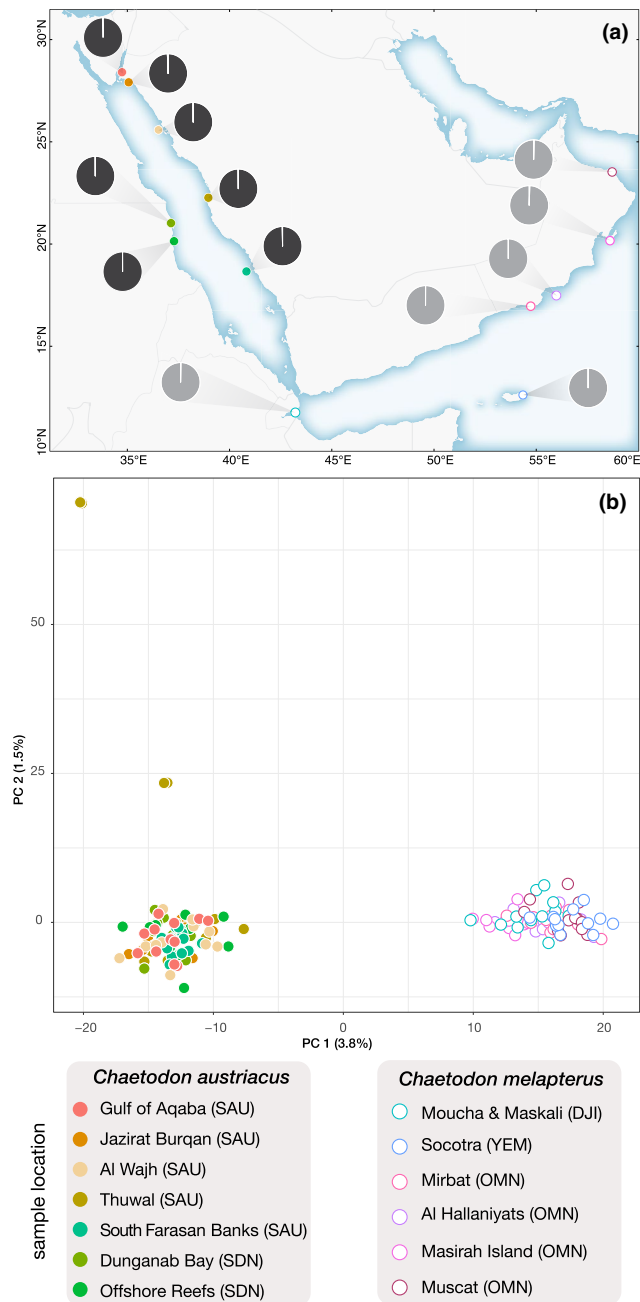 (a)
30°N
25°N
20°N
15°N
10°N
35°E 40°E 50°E 55°E 60°E
(b)
50
25
0
PC 2 (1.5%)
−20 −10 0 10 20
PC 1 (3.8%)
sample location
Chaetodon austriacus
Gulf of Aqaba (SAU)
Jazirat Burqan (SAU)
Al Wajh (SAU)
Thuwal (SAU)
South Farasan Banks (SAU)
Dunganab Bay (SDN)
Offshore Reefs (SDN)
Chaetodon melapterus
Moucha & Maskali (DJI)
Socotra (YEM)
Mirbat (OMN)
Al Hallaniyats (OMN)
Masirah Island (OMN)
Muscat (OMN)